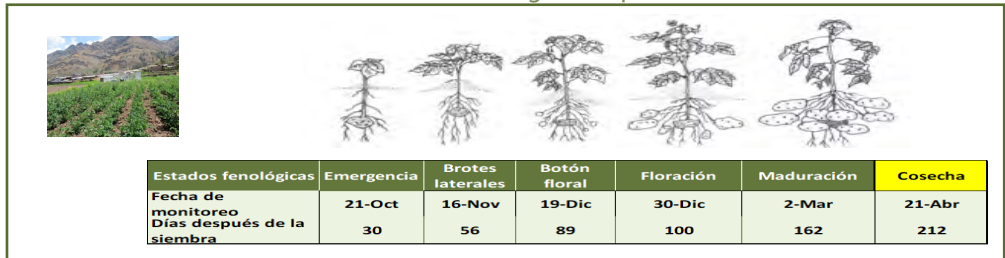 Estados fenológicas Emergencia Brotes laterales Botón floral Floración Maduración Cosecha
Fecha de monitoreo 21-Oct 16-Nov 19-Dic 30-Dic 2-Mar 21-Abr
Días después de la siembra 30 56 89 100 162 212